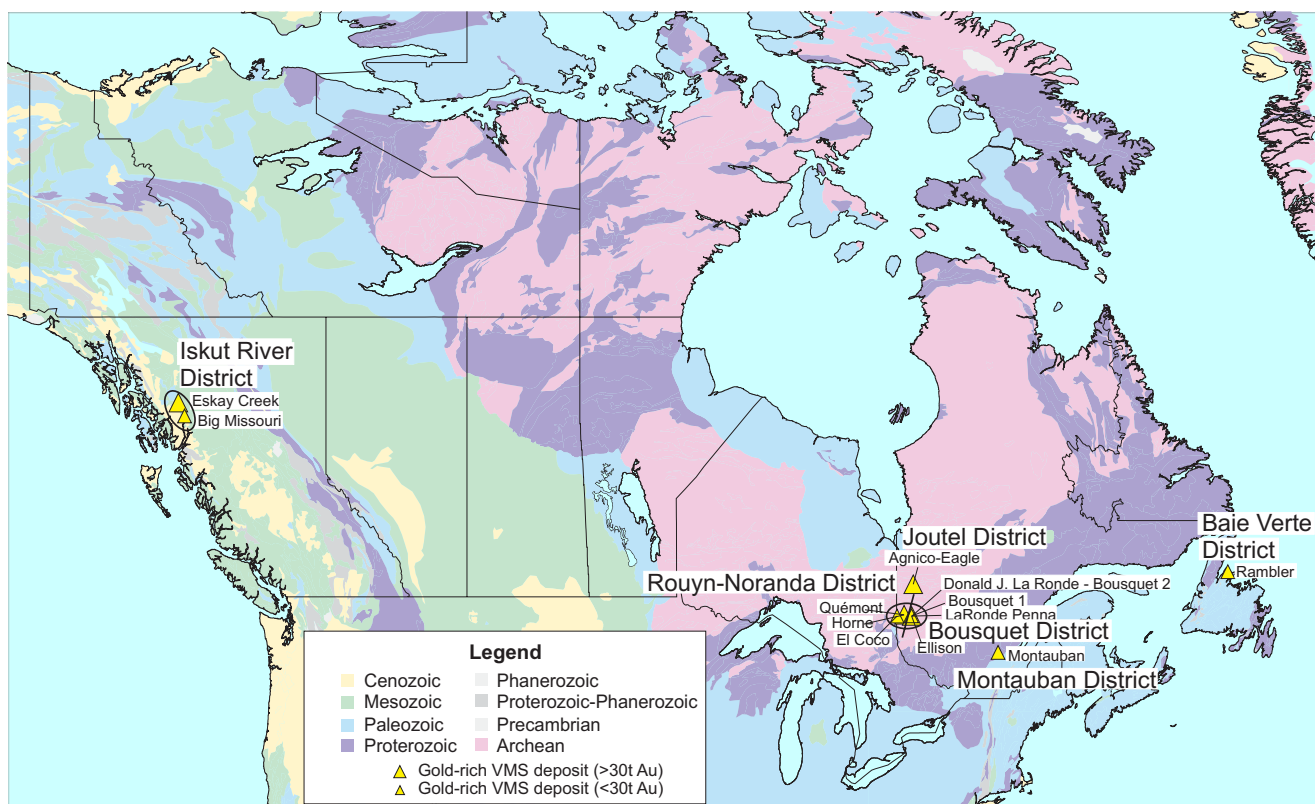 Iskut River
District
Eskay Creek
Big Missouri
Joutel District
Agnico-Eagle
Rouyn-Noranda District
Donald J. La Ronde - Bousquet 2
Quémont
Bousquet 1
Horne
LaRonde Penna
El Coco
Bousquet District
Ellison
Montauban
Montauban District
Baie Verte
District
Rambler
Legend
Cenozoic
Mesozoic
Paleozoic
Proterozoic
Phanerozoic
Proterozoic-Phanerozoic
Precambrian
Archean
Gold-rich VMS deposit (>30t Au)
Gold-rich VMS deposit (<30t Au)